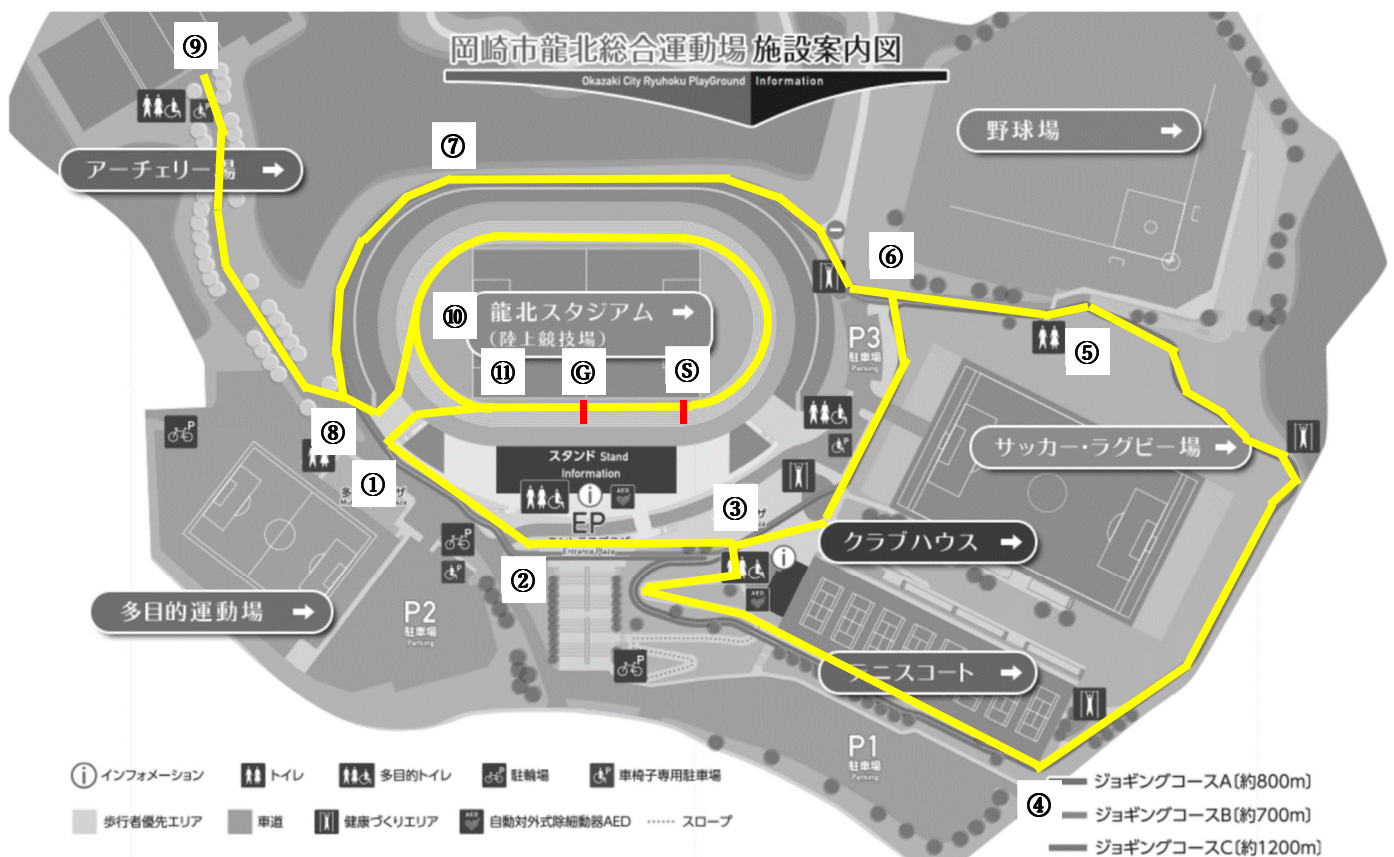 ⑨
岡崎市龍北総合運動場 施設案内図
Okazaki City Ryuhoku PlayGround Information
野球場
⑦
アーチェリー場
⑥
⑩
龍北スタジアム
(陸上競技場)
P3
駐車場
Parking
⑤
⑪
Ⓖ
Ⓢ
⑧
サッカー・ラグビー場
スタンド Stand
Information
①
AED
③
EP
Entrance Plaza
クラブハウス
②
AED
多目的運動場
P2
駐車場
Parking
テニスコート
P1
駐車場
Parking
④
インフォメーション
トイレ
多目的トイレ
駐輪場
車椅子専用駐車場
歩行者優先エリア
車道
健康づくりエリア
自動対外式除細動器AED
スロープ
ジョギングコースA〔約800m〕
ジョギングコースB〔約700m〕
ジョギングコースC〔約1200m〕